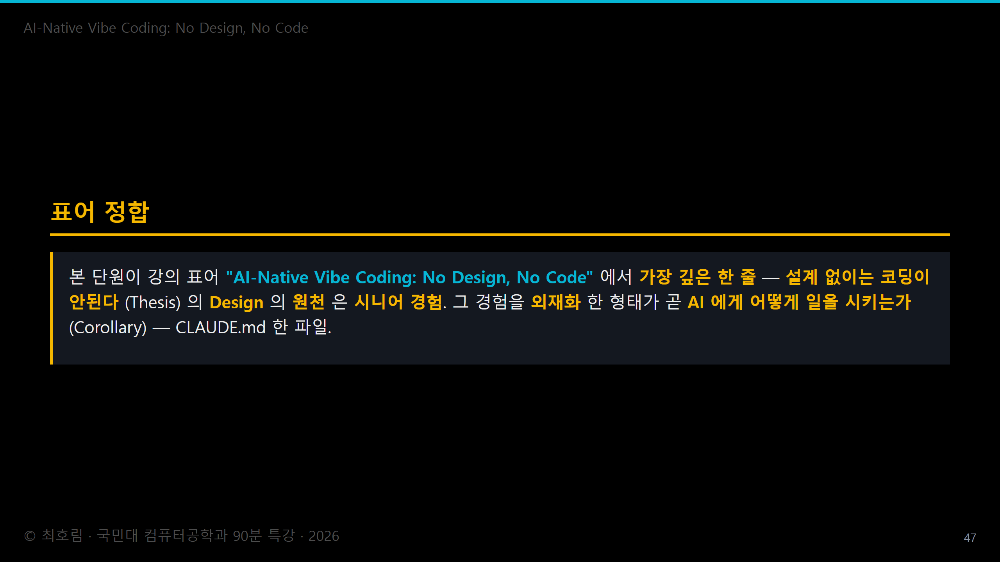 AI-Native Vibe Coding: No Design, No Code
표어 정합
본 단원이 강의 표어 "AI-Native Vibe Coding: No Design, No Code" 에서 가장 깊은 한 줄 — 설계 없이는 코딩이
안된다 (Thesis) 의 Design 의 원천 은 시니어 경험. 그 경험을 외재화 한 형태가 곧 AI 에게 어떻게 일을 시키는가
(Corollary) — CLAUDE.md 한 파일.
© 최호림 · 국민대 컴퓨터공학과 90분 특강 · 2026
47